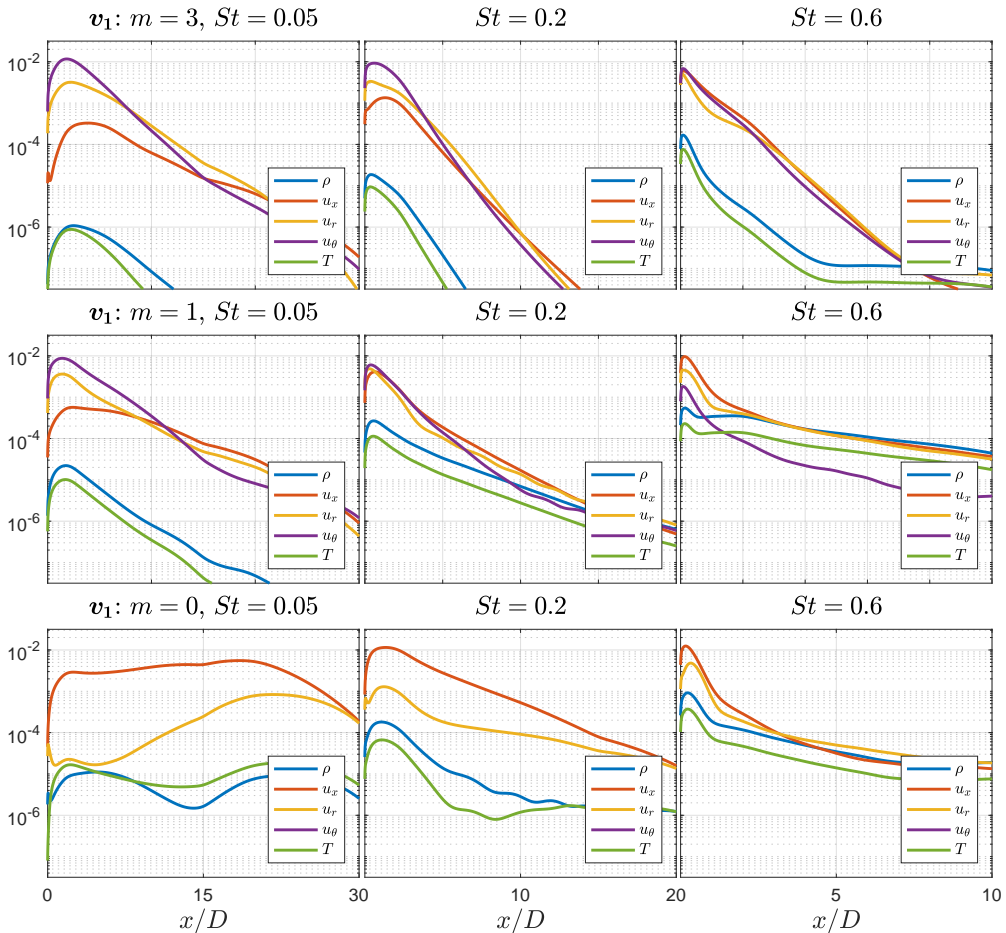 v₁: m = 3, St = 0.05 St = 0.2 St = 0.6
10⁻²
10⁻⁴
10⁻⁶
ρ ρ ρ
uₓ uₓ uₓ
uᵣ uᵣ uᵣ
u_θ u_θ u_θ
T T T
v₁: m = 1, St = 0.05 St = 0.2 St = 0.6
10⁻²
10⁻⁴
10⁻⁶
ρ ρ ρ
uₓ uₓ uₓ
uᵣ uᵣ uᵣ
u_θ u_θ u_θ
T T T
v₁: m = 0, St = 0.05 St = 0.2 St = 0.6
10⁻²
10⁻⁴
10⁻⁶
ρ ρ ρ
uₓ uₓ uₓ
uᵣ uᵣ uᵣ
u_θ u_θ u_θ
T T T
0 15 30 10 20 5 10
x/D x/D x/D